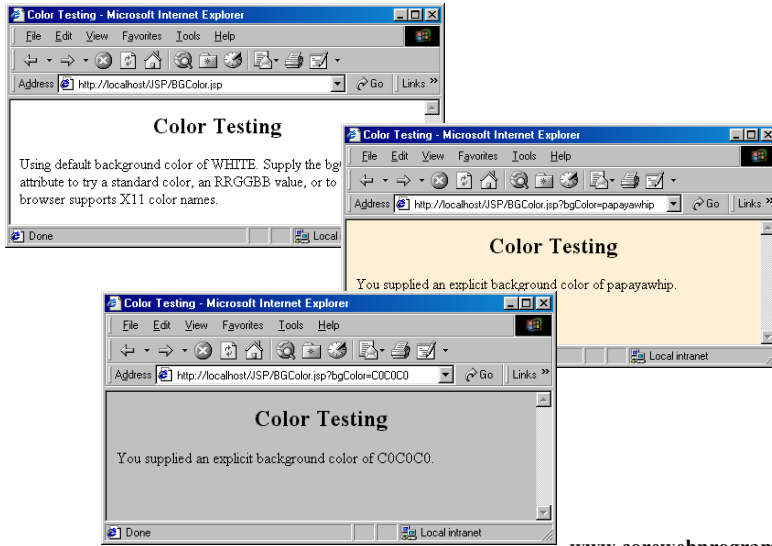 Color Testing - Microsoft Internet Explorer
File Edit View Favorites Tools Help
Address http://localhost/JSP/BGColor.jsp Go Links »
Color Testing
Using default background color of WHITE. Supply the
attribute to try a standard color, an RRGGBB value, or to
browser supports X11 color names.
Done Local
Color Testing - Microsoft Internet Explorer
File Edit View Favorites Tools Help
Address http://localhost/JSP/BGColor.jsp?bgColor=papayawhip Go Links »
Color Testing
You supplied an explicit background color of papayawhip.
Local intranet
Color Testing - Microsoft Internet Explorer
File Edit View Favorites Tools Help
Address http://localhost/JSP/BGColor.jsp?bgColor=C0C0C0 Go Links »
Color Testing
You supplied an explicit background color of C0C0C0.
Done Local intranet